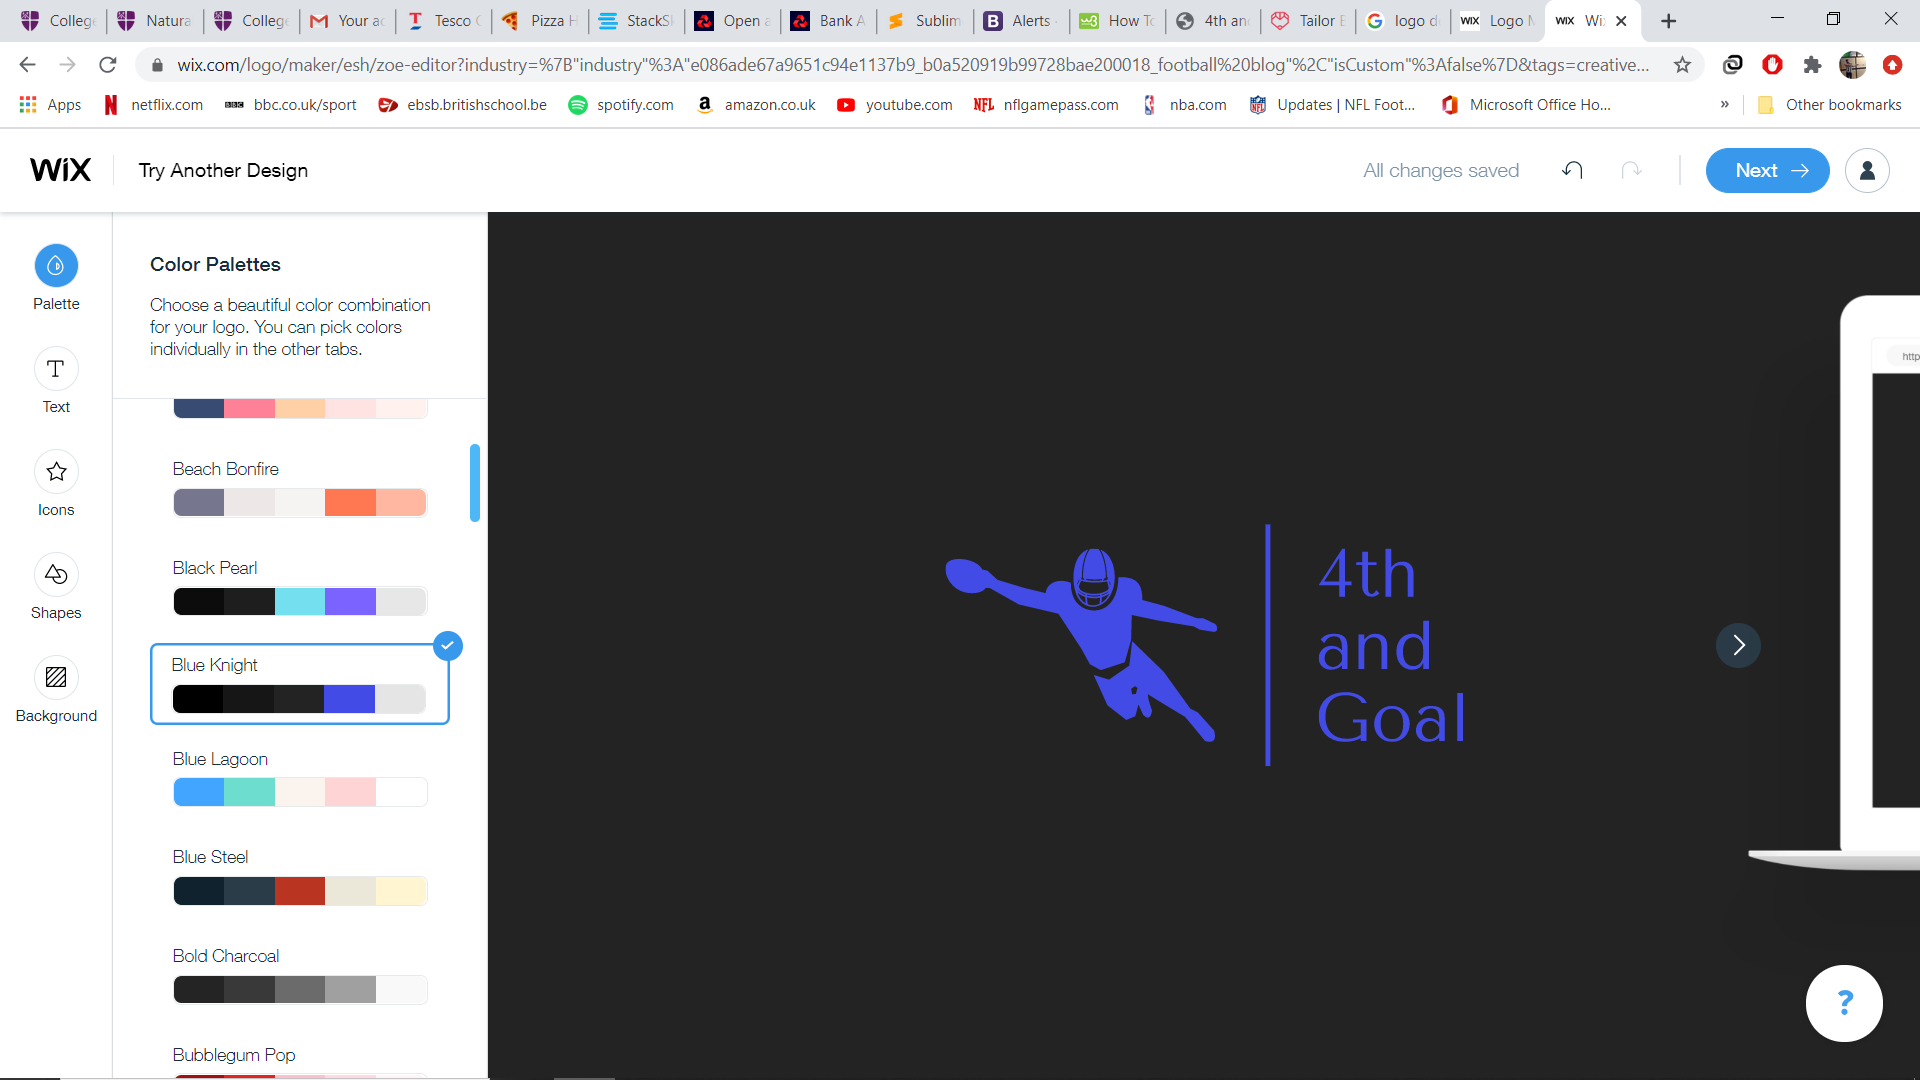 College
Natura
College
Your ac
Tesco
Pizza H
StackSk
Open a
Bank A
Sublim
Alerts
How To
4th an
Tailor B
logo d
Logo M
Wi
wix.com/logo/maker/esh/zoe-editor?industry=%7B"industry"%3A"e086ade67a9651c94e1137b9_b0a520919b99728bae200018_football%20blog"%2C"isCustom"%3Afalse%7D&tags=creative...
Apps
netflix.com
bbc.co.uk/sport
ebsb.britishschool.be
spotify.com
amazon.co.uk
youtube.com
nflgamepass.com
nba.com
Updates | NFL Foot...
Microsoft Office Ho...
»
Other bookmarks
WiX
Try Another Design
All changes saved
Next
Palette
Text
Icons
Shapes
Background
Color Palettes
Choose a beautiful color combination
for your logo. You can pick colors
individually in the other tabs.
Beach Bonfire
Black Pearl
Blue Knight
Blue Lagoon
Blue Steel
Bold Charcoal
Bubblegum Pop
4th
and
Goal
http
?